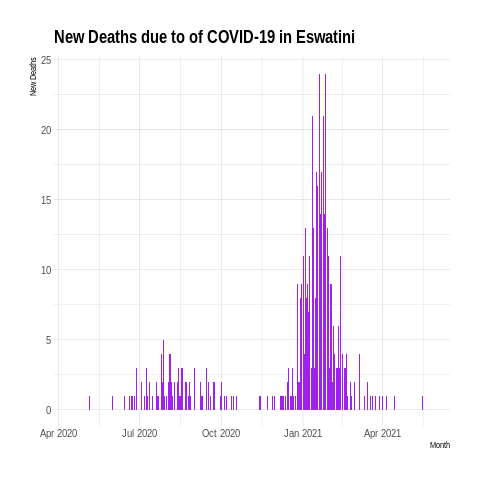 New Deaths due to of COVID-19 in Eswatini
New Deaths
25
20
15
10
5
0
Apr 2020 Jul 2020 Oct 2020 Jan 2021 Apr 2021
Month